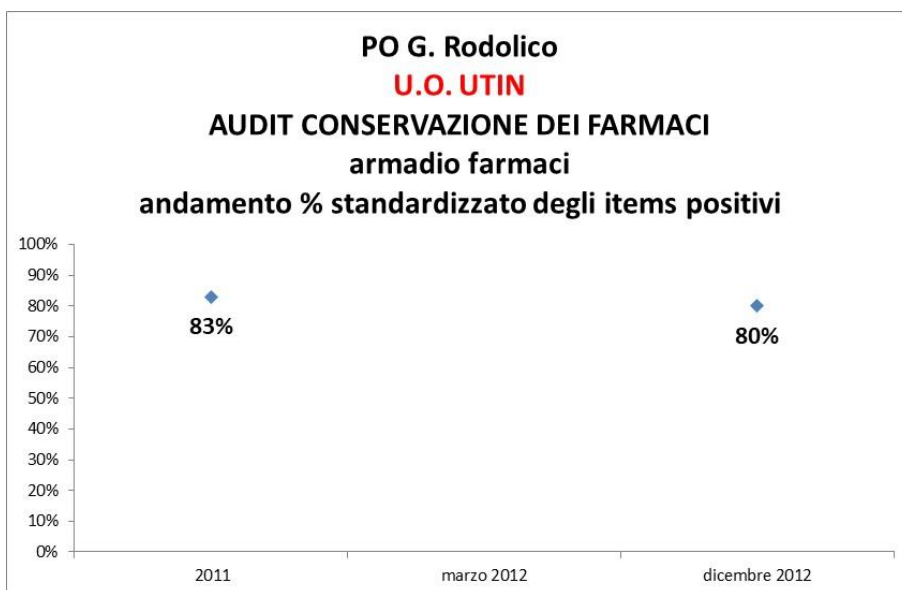 PO G. Rodolico
U.O. UTIN
AUDIT CONSERVAZIONE DEI FARMACI
armadio farmaci
andamento % standardizzato degli items positivi
100%
90%
80%
70%
60%
50%
40%
30%
20%
10%
0%
83%
80%
2011
marzo 2012
dicembre 2012